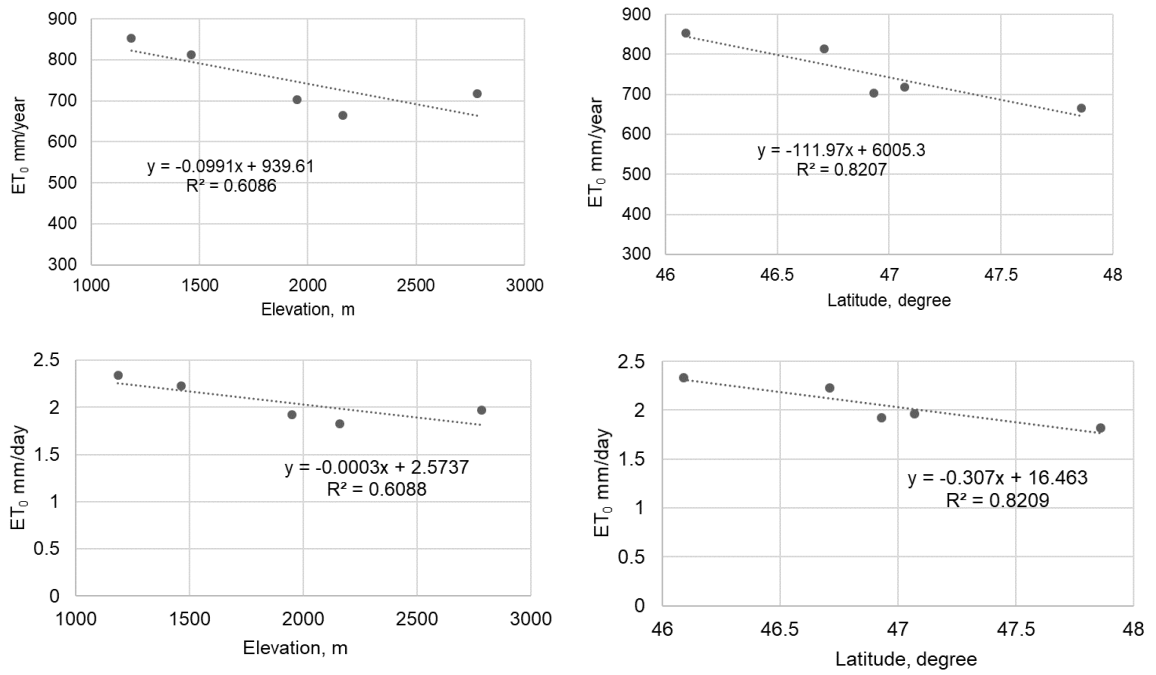 900
800
700
600
500
400
300
ET₀ mm/year
y = -0.0991x + 939.61
R² = 0.6086
1000 1500 2000 2500 3000
Elevation, m
900
800
700
600
500
400
300
ET₀ mm/year
y = -111.97x + 6005.3
R² = 0.8207
46 46.5 47 47.5 48
Latitude, degree
2.5
2
1.5
1
0.5
0
ET₀ mm/day
y = -0.0003x + 2.5737
R² = 0.6088
1000 1500 2000 2500 3000
Elevation, m
2.5
2
1.5
1
0.5
0
ET₀ mm/day
y = -0.307x + 16.463
R² = 0.8209
46 46.5 47 47.5 48
Latitude, degree